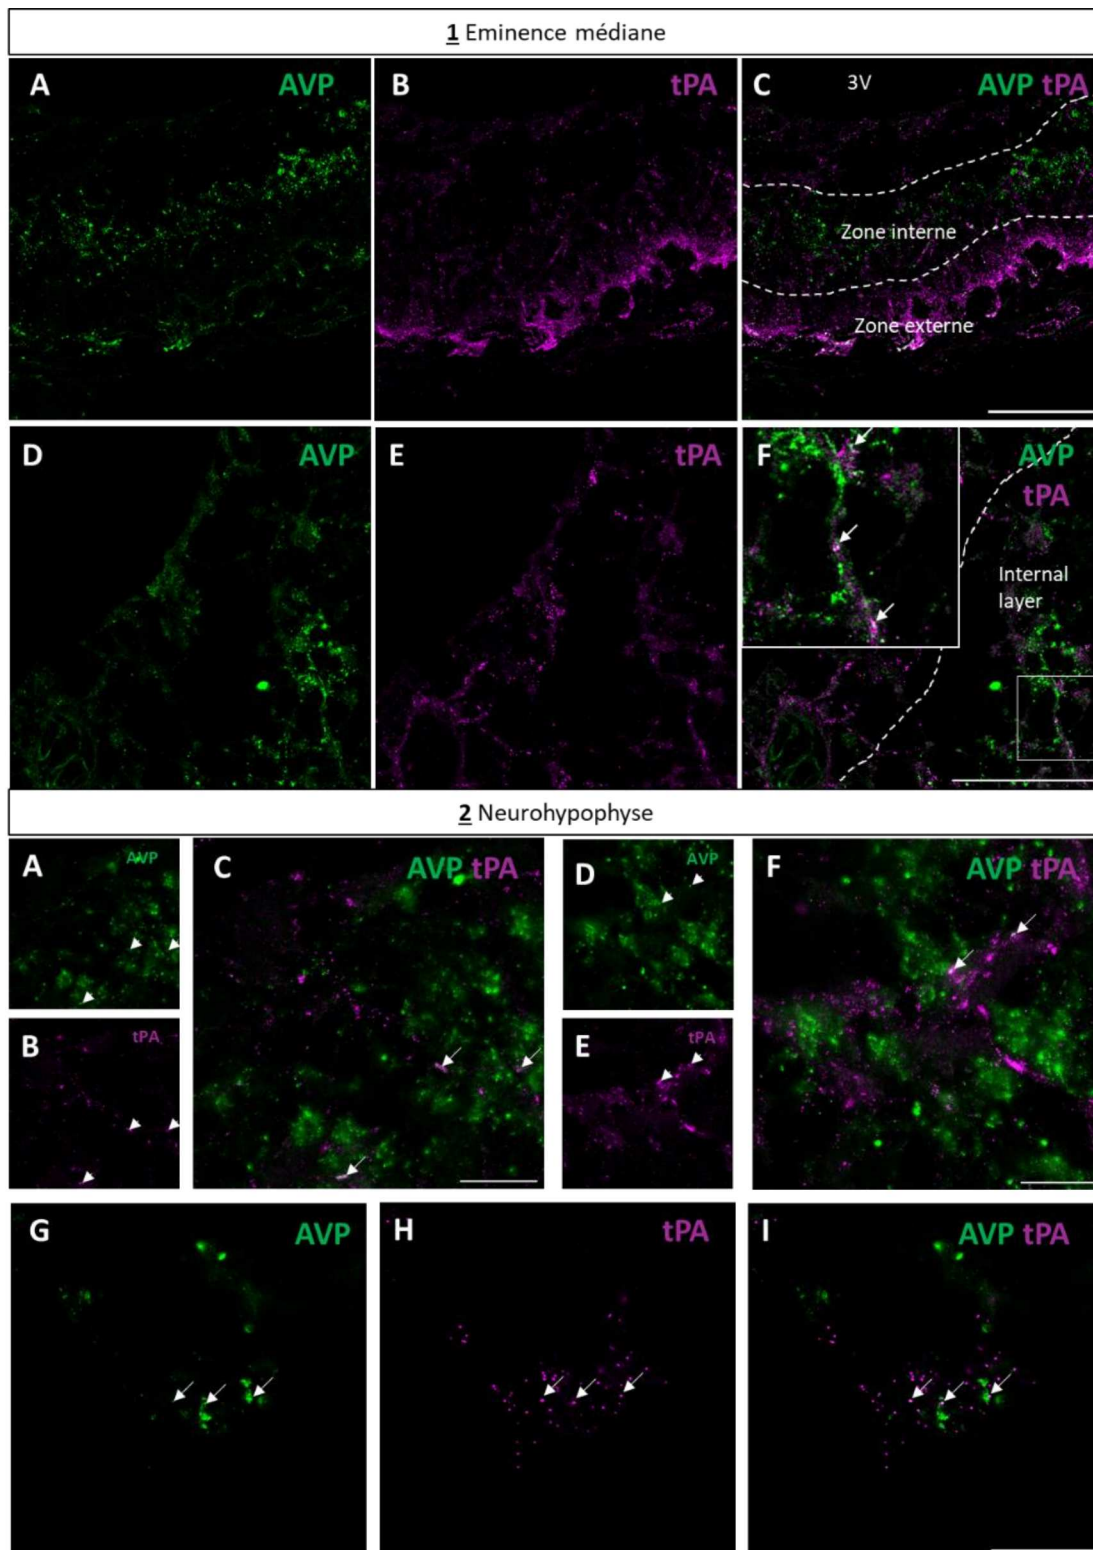 1 Eminence médiane
A AVP
B tPA
C 3V AVP tPA
Zone interne
Zone externe
D AVP
E tPA
F AVP
tPA
Internal
layer
2 Neurohypophyse
A AVP
B tPA
C AVP tPA
D AVP
E tPA
F AVP tPA
G AVP
H tPA
I AVP tPA